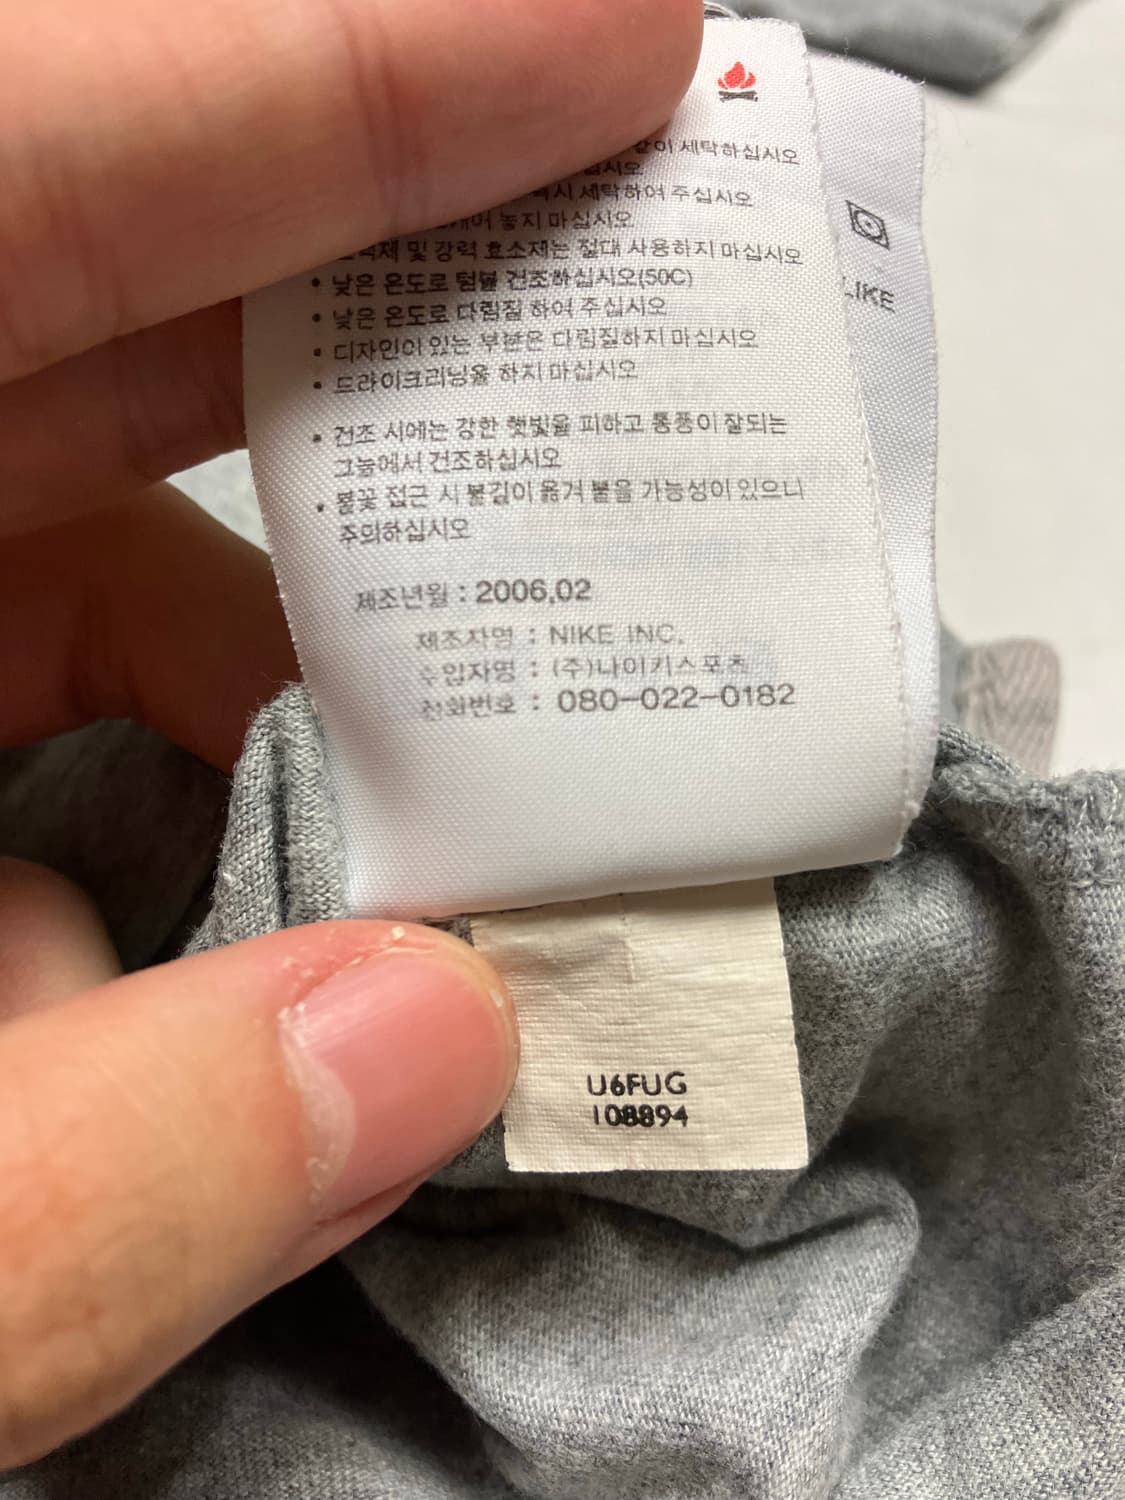 같이 세탁하십시오
십시오
즉시 세탁하여 주십시오
놓지 마십시오
및 강력 효소재는 절대 사용하지 마십시오
• 낮은 온도로 텀블 건조하십시오(50C)
• 낮은 온도로 다림질 하여 주십시오
• 디자인이 있는 부분은 다림질하지 마십시오
• 드라이크리닝을 하지 마십시오
• 건조 시에는 강한 햇빛을 피하고 통풍이 잘되는
그늘에서 건조하십시오
• 불꽃 접근 시 불길이 옮겨 붙을 가능성이 있으니
주의하십시오
제조년월 : 2006.02
제조자명 : NIKE INC.
수입자명 : (주)나이키스포츠
전화번호 : 080-022-0182
LIKE
U6FUG
108894